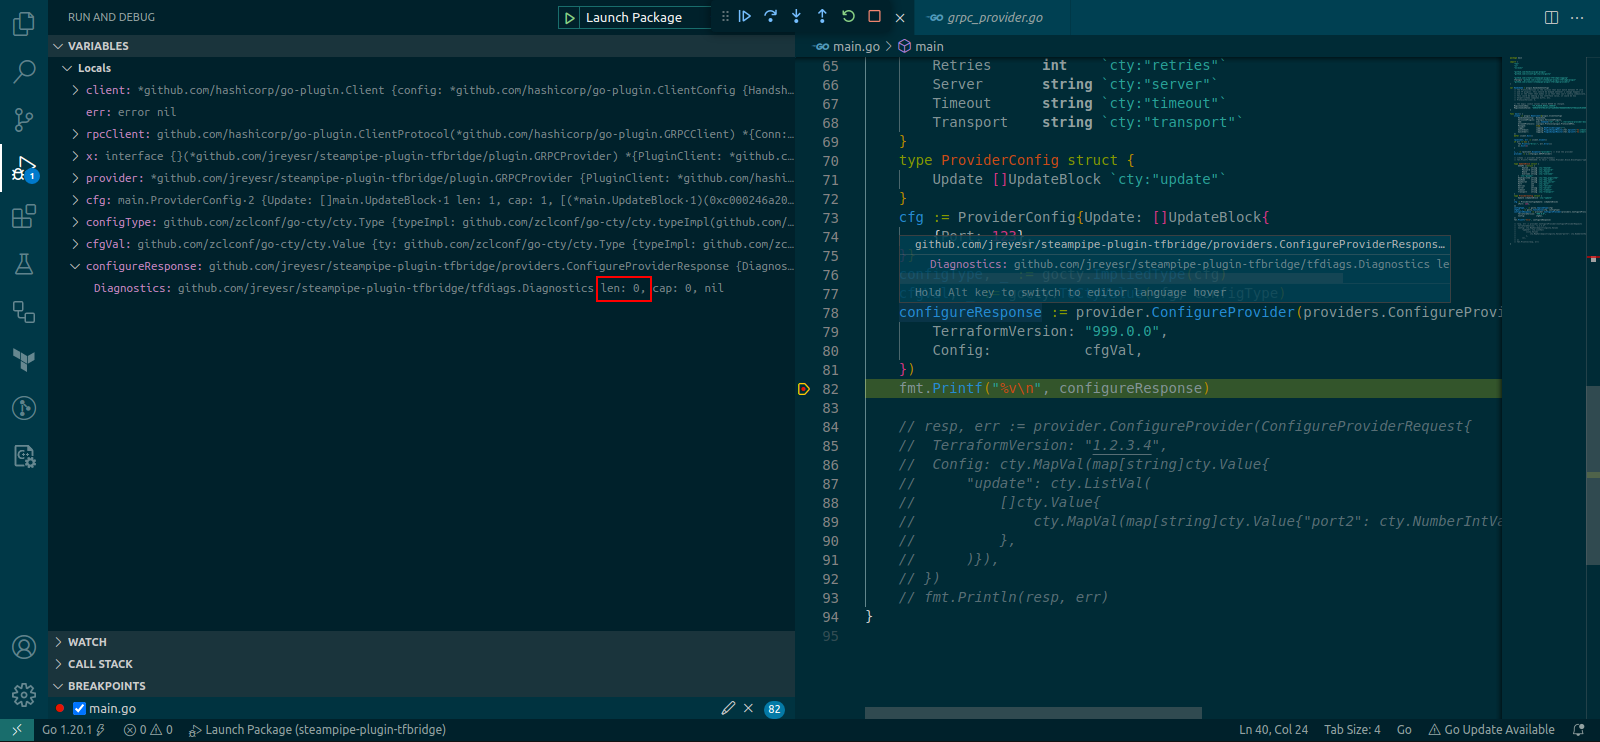 RUN AND DEBUG
Launch Package
grpc_provider.go
VARIABLES
main.go > main
Locals
client: *github.com/hashicorp/go-plugin.Client {config: *github.com/hashicorp/go-plugin.ClientConfig {Handsh…
err: error nil
rpcClient: github.com/hashicorp/go-plugin.ClientProtocol(*github.com/hashicorp/go-plugin.GRPCClient) *{Conn:…
x: interface {}(*github.com/jreyesr/steampipe-plugin-tfbridge/plugin.GRPCProvider) *{PluginClient: *github.c…
provider: *github.com/jreyesr/steampipe-plugin-tfbridge/plugin.GRPCProvider {PluginClient: *github.com/hashi…
cfg: main.ProviderConfig·2 {Update: []main.UpdateBlock·1 len: 1, cap: 1, [(*main.UpdateBlock·1)(0xc000246a20…
configType: github.com/zclconf/go-cty/cty.Type {typeImpl: github.com/zclconf/go-cty/cty.typeImpl(github.com/…
cfgVal: github.com/zclconf/go-cty/cty.Value {ty: github.com/zclconf/go-cty/cty.Type {typeImpl: github.com/zc…
configureResponse: github.com/jreyesr/steampipe-plugin-tfbridge/providers.ConfigureProviderResponse {Diagnos…
Diagnostics: github.com/jreyesr/steampipe-plugin-tfbridge/tfdiags.Diagnostics len: 0, cap: 0, nil
65 Retries int `cty:"retries"`
66 Server string `cty:"server"`
67 Timeout string `cty:"timeout"`
68 Transport string `cty:"transport"`
69 }
70 type ProviderConfig struct {
71 Update []UpdateBlock `cty:"update"`
72 }
73 cfg := ProviderConfig{Update: []UpdateBlock{
74 {Port: 123},
github.com/jreyesr/steampipe-plugin-tfbridge/providers.ConfigureProviderRespons…
75 }}
Diagnostics: github.com/jreyesr/steampipe-plugin-tfbridge/tfdiags.Diagnostics le
76
77
Hold Alt key to switch to editor language hover
78 configureResponse := provider.ConfigureProvider(providers.ConfigureProvi
79 TerraformVersion: "999.0.0",
80 Config: cfgVal,
81 })
82 fmt.Printf("%v\n", configureResponse)
83
84 // resp, err := provider.ConfigureProvider(ConfigureProviderRequest{
85 // TerraformVersion: "1.2.3.4",
86 // Config: cty.MapVal(map[string]cty.Value{
87 // "update": cty.ListVal(
88 // []cty.Value{
89 // cty.MapVal(map[string]cty.Value{"port2": cty.NumberIntVa
90 // },
91 // )}),
92 // })
93 // fmt.Println(resp, err)
94 }
95
WATCH
CALL STACK
BREAKPOINTS
main.go 82
1
Go 1.20.1 0 0 Launch Package (steampipe-plugin-tfbridge) Ln 40, Col 24 Tab Size: 4 Go Go Update Available